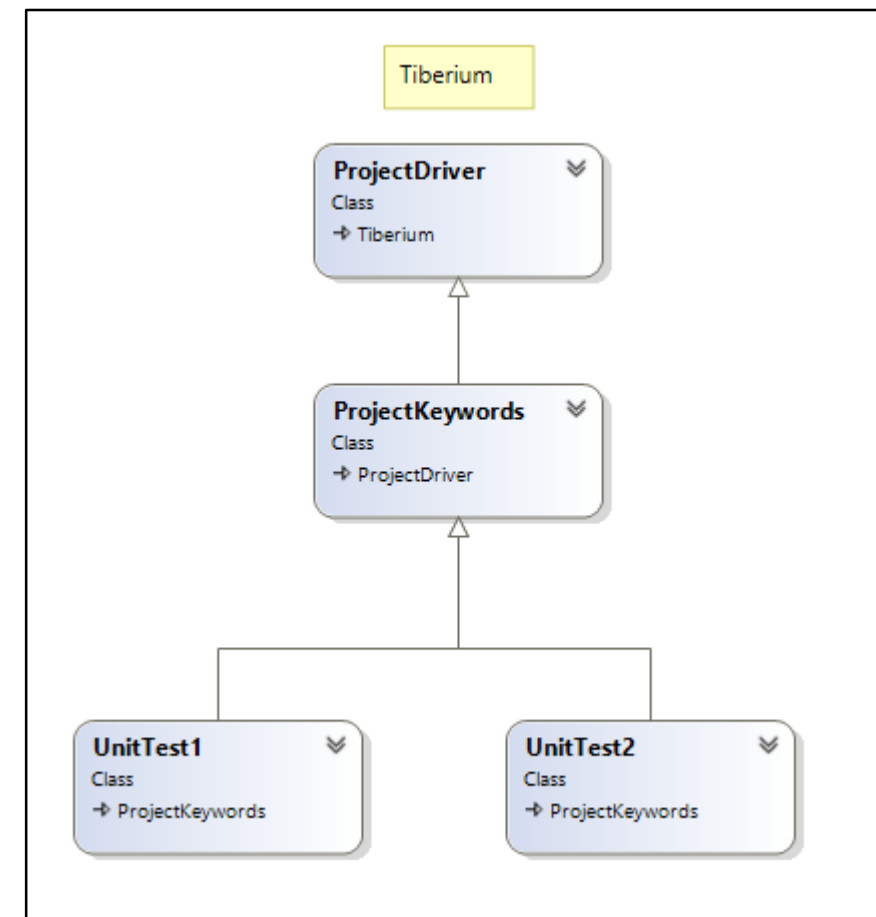 Tiberium
ProjectDriver
Class
Tiberium
ProjectKeywords
Class
ProjectDriver
UnitTest1
Class
ProjectKeywords
UnitTest2
Class
ProjectKeywords